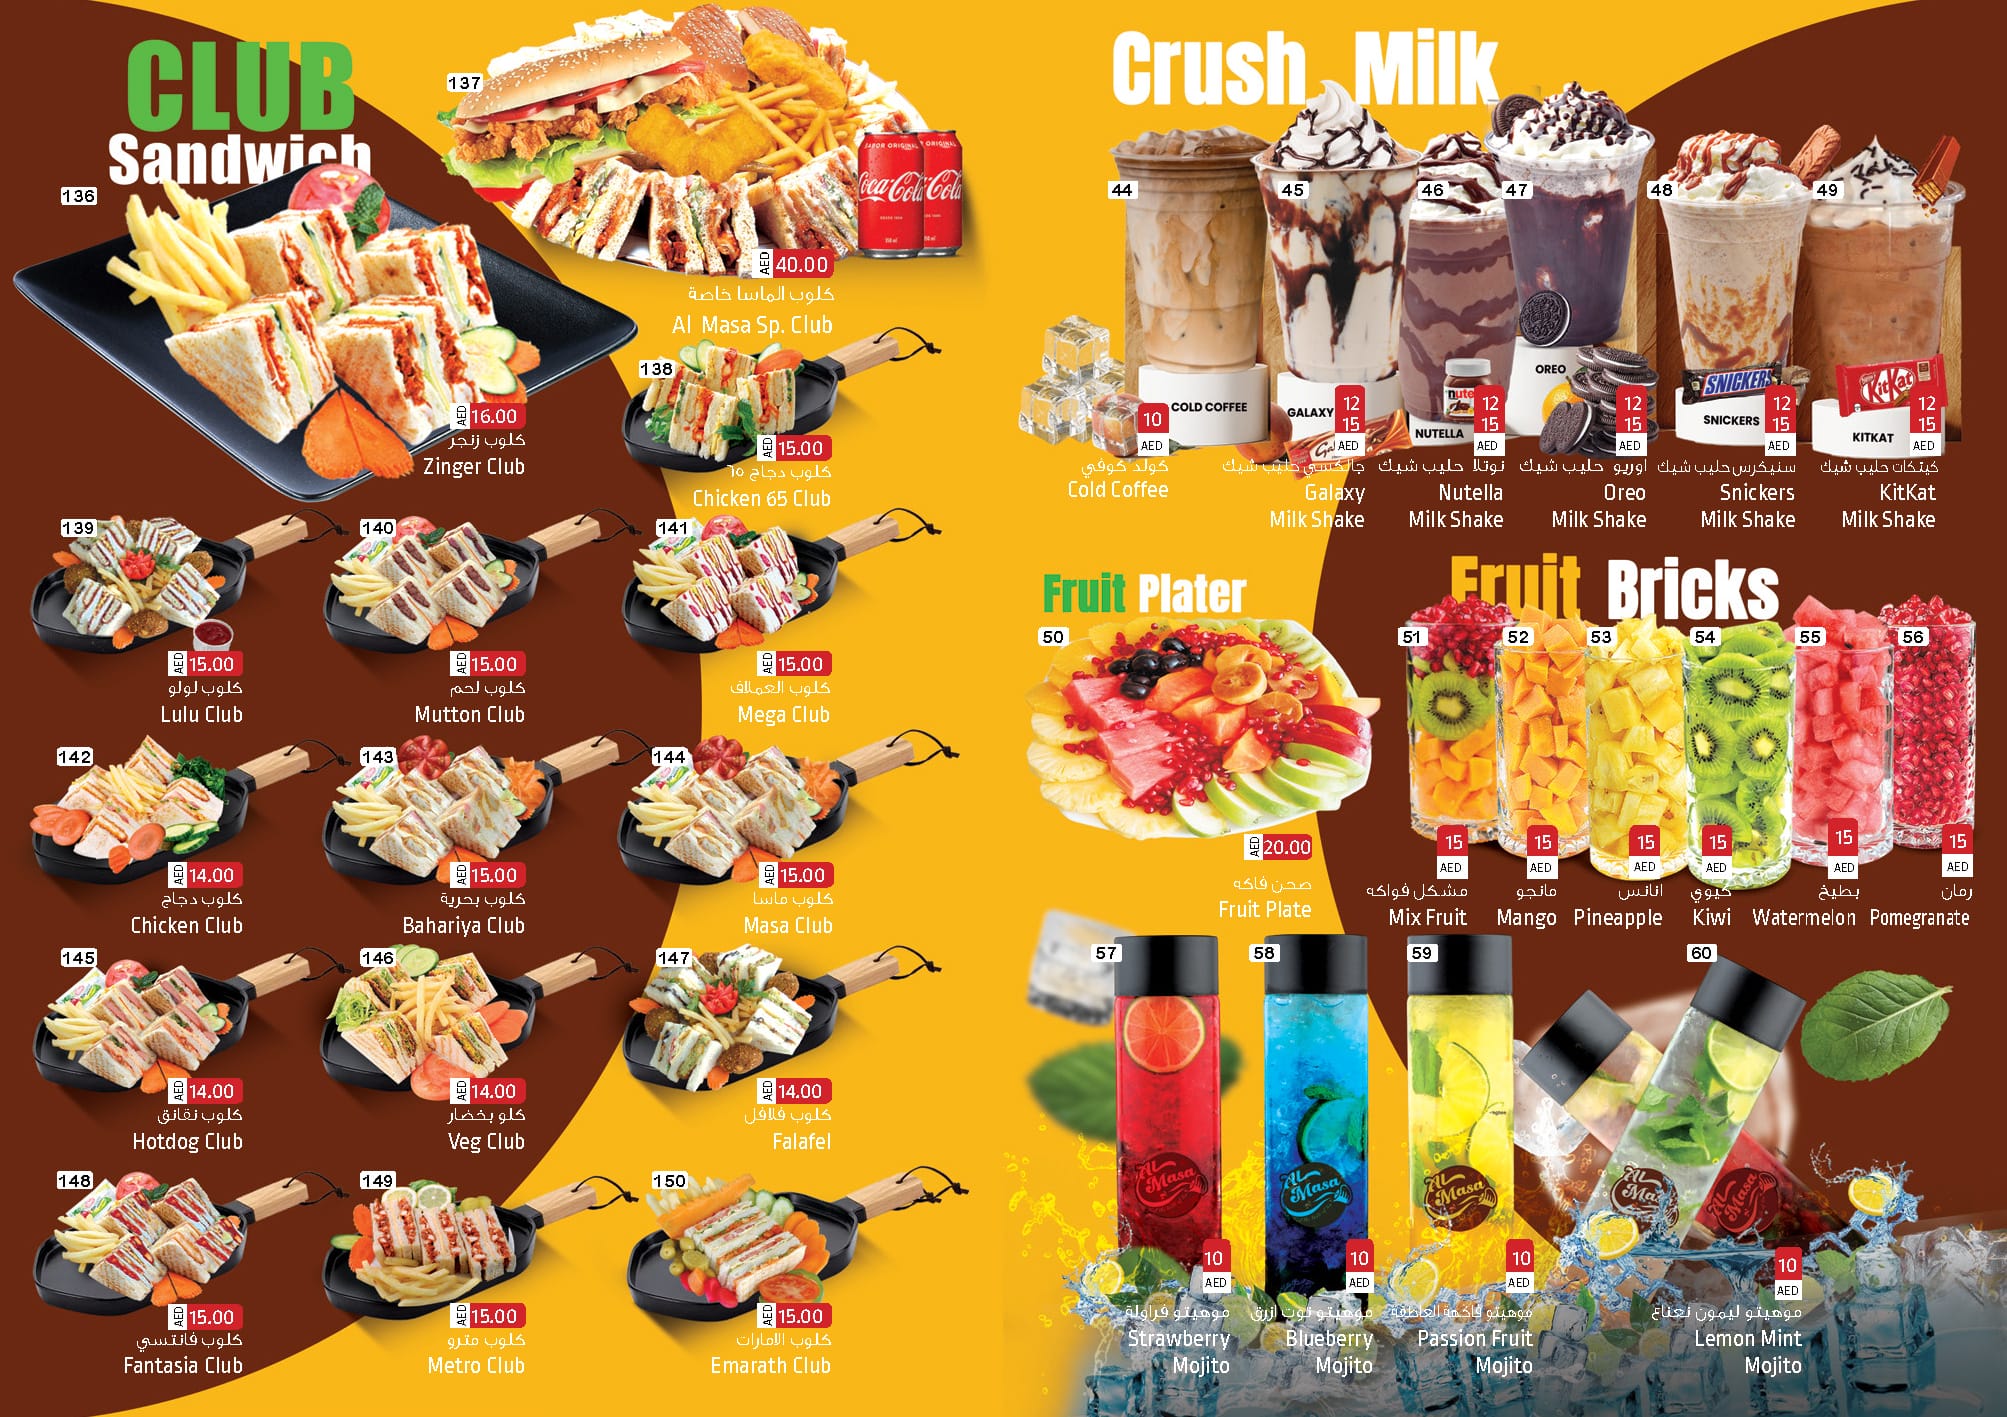 CLUB
Sandwich
136
AED 16.00
كلوب زنجر
Zinger Club
137
SABOR ORIGINAL
Coca-Cola
AED 40.00
كلوب الماسا خاصة
Al Masa Sp. Club
138
AED 15.00
كلوب دجاج ٦٥
Chicken 65 Club
139
AED 15.00
كلوب لولو
Lulu Club
140
AED 15.00
كلوب لحم
Mutton Club
141
AED 15.00
كلوب العملاق
Mega Club
142
AED 14.00
كلوب دجاج
Chicken Club
143
AED 15.00
كلوب بحرية
Bahariya Club
144
AED 15.00
كلوب ماسا
Masa Club
145
AED 14.00
كلوب نقانق
Hotdog Club
146
AED 14.00
كلو بخضار
Veg Club
147
AED 14.00
كلوب فلافل
Falafel
148
AED 15.00
كلوب فانتسي
Fantasia Club
149
AED 15.00
كلوب مترو
Metro Club
150
AED 15.00
كلوب الامارات
Emarath Club
Crush Milk
44
COLD COFFEE
10
AED
كولد كوفي
Cold Coffee
45
GALAXY
12
15
AED
جالكسي حليب شيك
Galaxy
Milk Shake
46
NUTELLA
12
15
AED
نوتلا حليب شيك
Nutella
Milk Shake
47
OREO
12
15
AED
اوريو حليب شيك
Oreo
Milk Shake
48
SNICKERS
SNICKERS
12
15
AED
سنيكرس حليب شيك
Snickers
Milk Shake
49
KitKat
KITKAT
12
15
AED
كيتكات حليب شيك
KitKat
Milk Shake
Fruit Plater
50
AED 20.00
صحن فاكه
Fruit Plate
Fruit Bricks
51
15
AED
مشكل فواكه
Mix Fruit
52
15
AED
مانجو
Mango
53
15
AED
انانس
Pineapple
54
15
AED
كيوي
Kiwi
55
15
AED
بطيخ
Watermelon
56
15
AED
رمان
Pomegranate
57
Al Masa
10
AED
موهيتو فراولة
Strawberry
Mojito
58
Al Masa
10
AED
موهيتو توت ازرق
Blueberry
Mojito
59
Al Masa
10
AED
موهيتو فاكهة العاطفة
Passion Fruit
Mojito
60
Al Masa
Al Masa
10
AED
موهيتو ليمون نعناع
Lemon Mint
Mojito